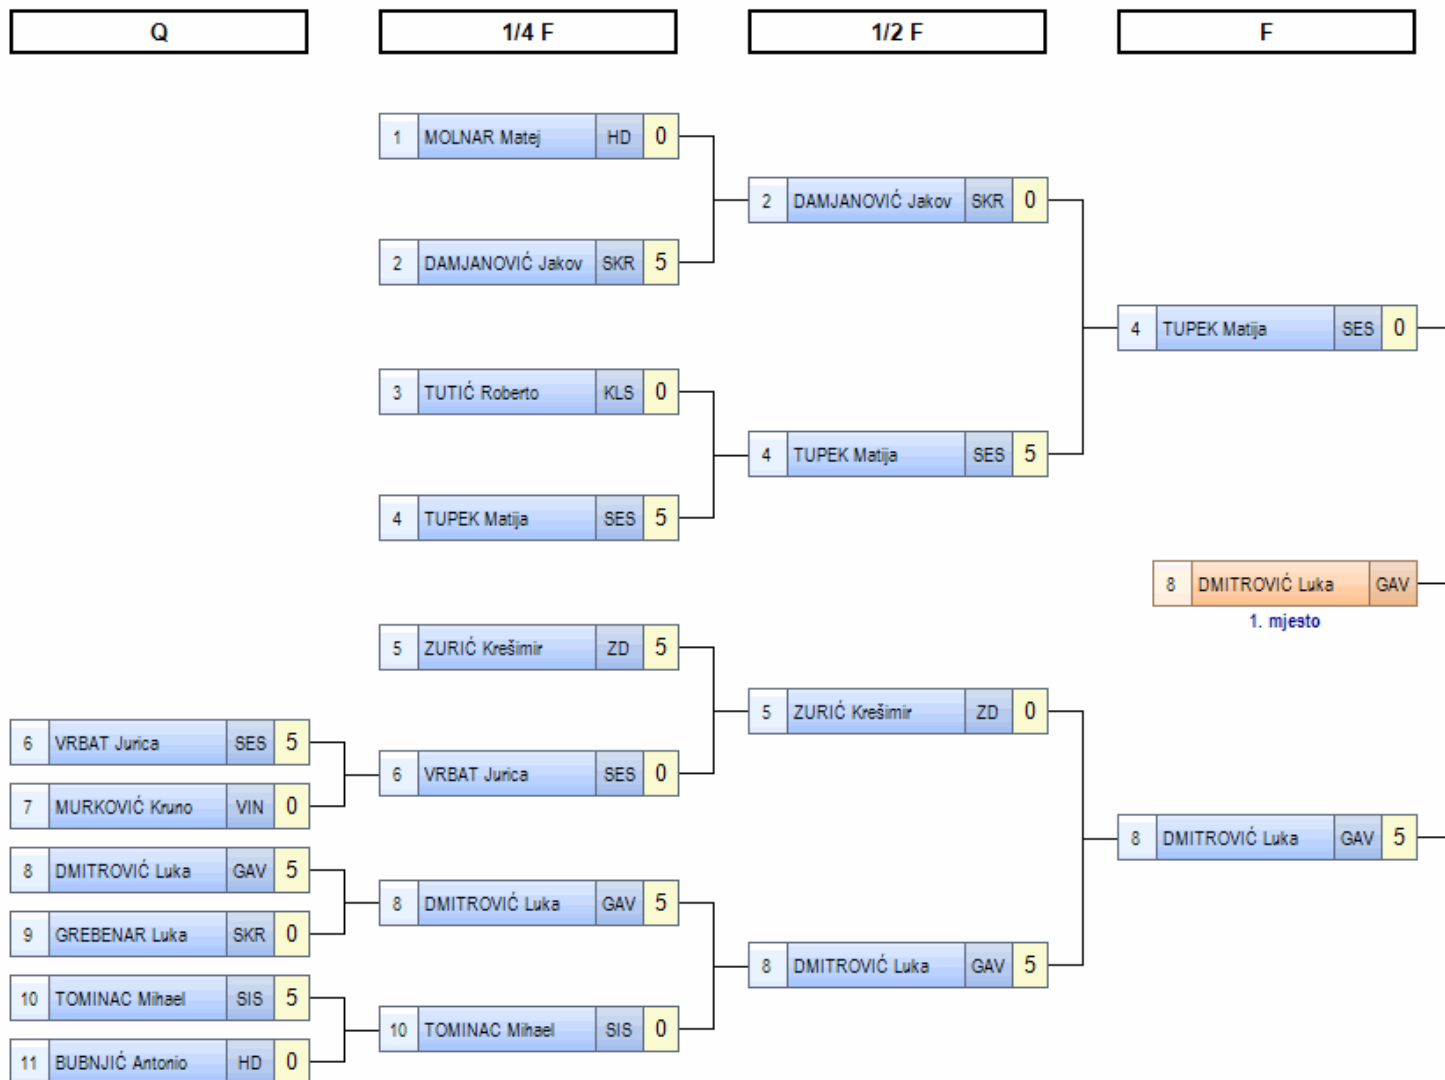 Q
1/4 F
1/2 F
F
1 MOLNAR Matej HD 0
2 DAMJANOVIĆ Jakov SKR 5
3 TUTIĆ Roberto KLS 0
4 TUPEK Matija SES 5
5 ZURIĆ Krešimir ZD 5
6 VRBAT Jurica SES 0
8 DMITROVIĆ Luka GAV 5
10 TOMINAC Mihael SIS 0
6 VRBAT Jurica SES 5
7 MURKOVIĆ Kruno VIN 0
8 DMITROVIĆ Luka GAV 5
9 GREBENAR Luka SKR 0
10 TOMINAC Mihael SIS 5
11 BUBNJIĆ Antonio HD 0
2 DAMJANOVIĆ Jakov SKR 0
4 TUPEK Matija SES 5
5 ZURIĆ Krešimir ZD 0
8 DMITROVIĆ Luka GAV 5
4 TUPEK Matija SES 0
8 DMITROVIĆ Luka GAV
1. mjesto
8 DMITROVIĆ Luka GAV 5